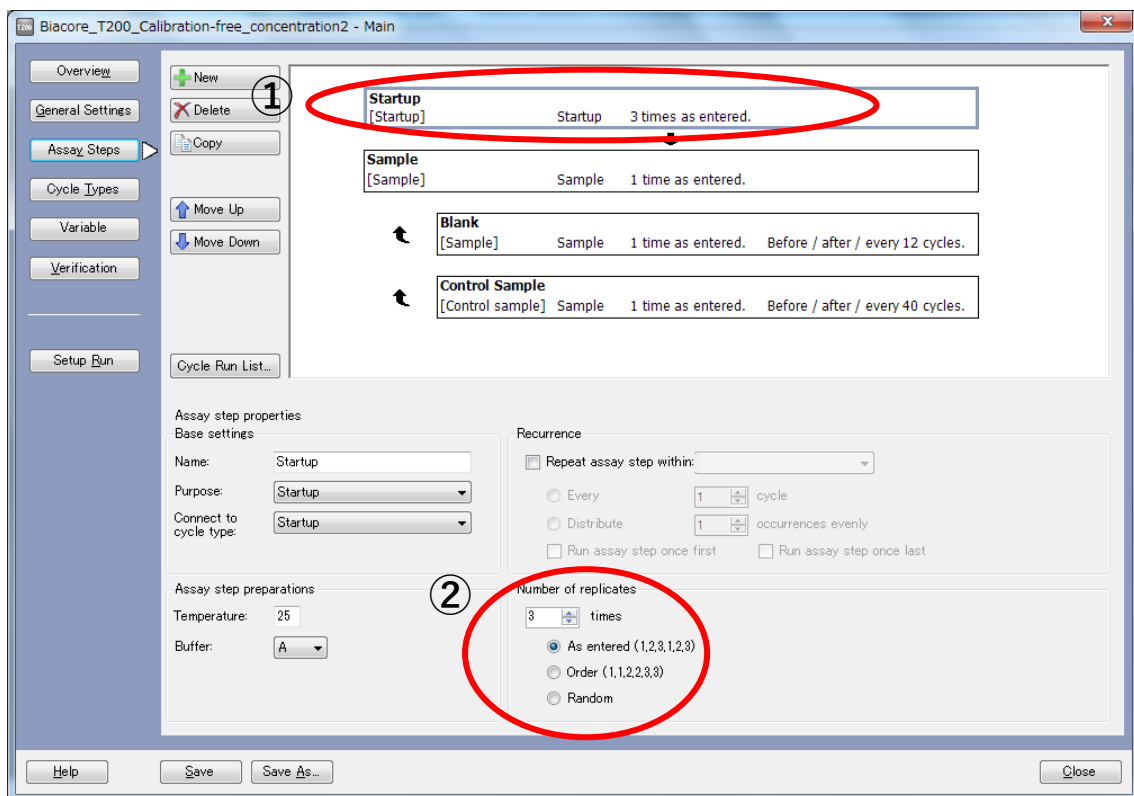 T200 Biacore_T200_Calibration-free_concentration2 - Main
Overview
General Settings
Assay Steps
Cycle Types
Variable
Verification
Setup Run
New
Delete
Copy
Move Up
Move Down
Cycle Run List...
①
Startup
[Startup] Startup 3 times as entered.
Sample
[Sample] Sample 1 time as entered.
Blank
[Sample] Sample 1 time as entered. Before / after / every 12 cycles.
Control Sample
[Control sample] Sample 1 time as entered. Before / after / every 40 cycles.
Assay step properties
Base settings
Name: Startup
Purpose: Startup
Connect to
cycle type: Startup
Recurrence
Repeat assay step within:
Every 1 cycle
Distribute 1 occurrences evenly
Run assay step once first Run assay step once last
Assay step preparations
Temperature: 25
Buffer: A
②
Number of replicates
3 times
As entered (1,2,3,1,2,3)
Order (1,1,2,2,3,3)
Random
Help Save Save As... Close